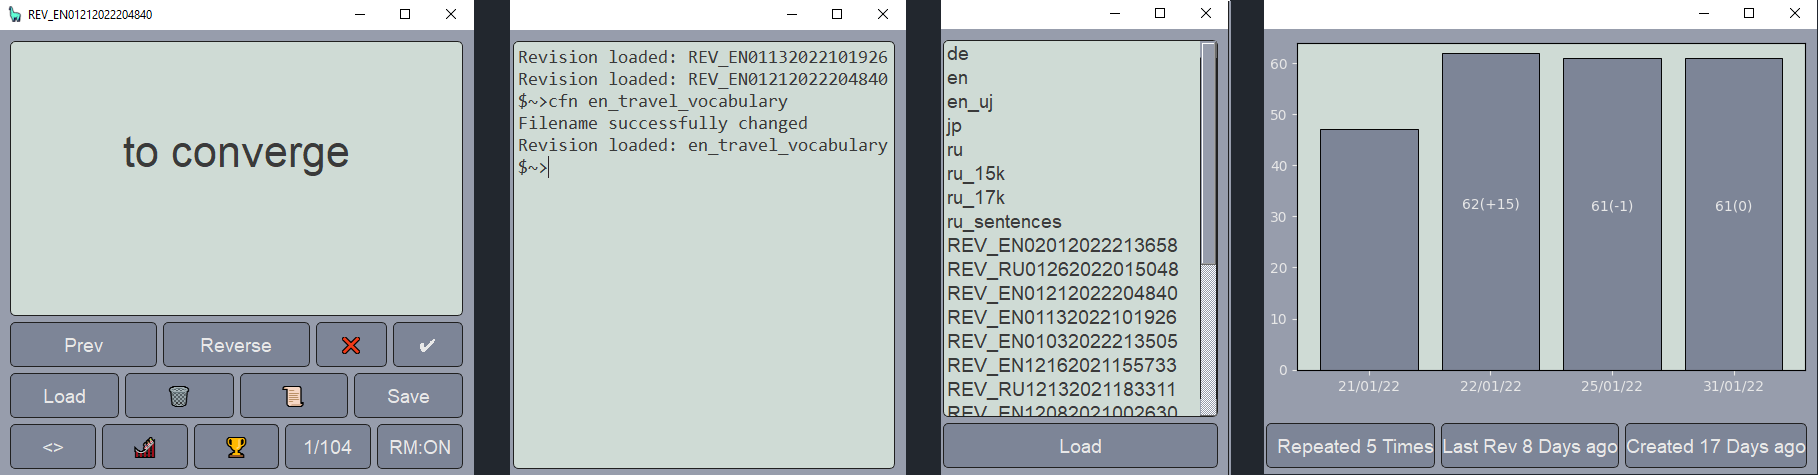 REV_EN01212022204840
to converge
Prev Reverse ✔
Load Save
<> 1/104 RM:ON
Revision loaded: REV_EN01132022101926
Revision loaded: REV_EN01212022204840
$~>cfn en_travel_vocabulary
Filename successfully changed
Revision loaded: en_travel_vocabulary
$~>
de
en
en_uj
jp
ru
ru_15k
ru_17k
ru_sentences
REV_EN02012022213658
REV_RU01262022015048
REV_EN01212022204840
REV_EN01132022101926
REV_EN01032022213505
REV_EN12162021155733
REV_RU12132021183311
REV_EN12082021002630
Load
60
50
40
30
20
10
0
62(+15) 61(-1) 61(0)
21/01/22 22/01/22 25/01/22 31/01/22
Repeated 5 Times Last Rev 8 Days ago Created 17 Days ago